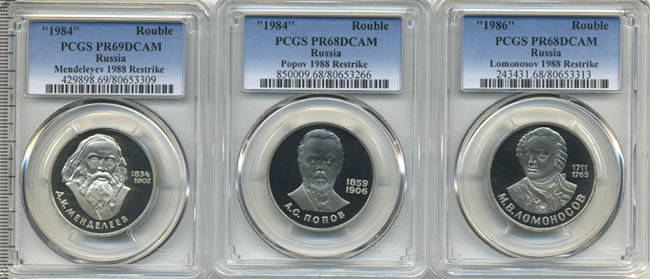 "1984" Rouble
PCGS PR69DCAM
Russia
Mendeleyev 1988 Restrike
429898.69/80653309
1834
1907
Д.И.МЕНДЕЛЕЕВ
"1984" Rouble
PCGS PR68DCAM
Russia
Popov 1988 Restrike
850009.68/80653266
1859
1906
А.С.ПОПОВ
"1986" Rouble
PCGS PR68DCAM
Russia
Lomonosov 1988 Restrike
243431.68/80653313
1711
1765
М.В.ЛОМОНОСОВ